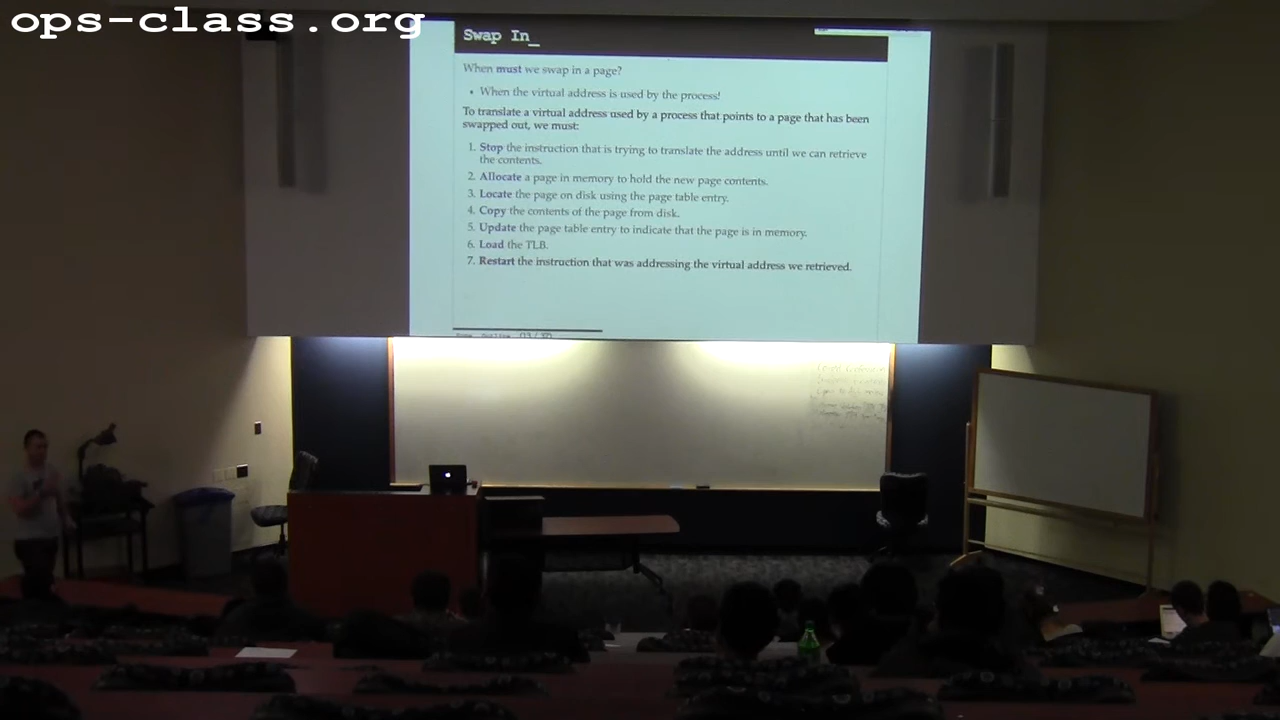 ops-class.org
Swap In_
When must we swap in a page?
• When the virtual address is used by the process!
To translate a virtual address used by a process that points to a page that has been
swapped out, we must:
1. Stop the instruction that is trying to translate the address until we can retrieve
the contents.
2. Allocate a page in memory to hold the new page contents.
3. Locate the page on disk using the page table entry.
4. Copy the contents of the page from disk.
5. Update the page table entry to indicate that the page is in memory.
6. Load the TLB.
7. Restart the instruction that was addressing the virtual address we retrieved.